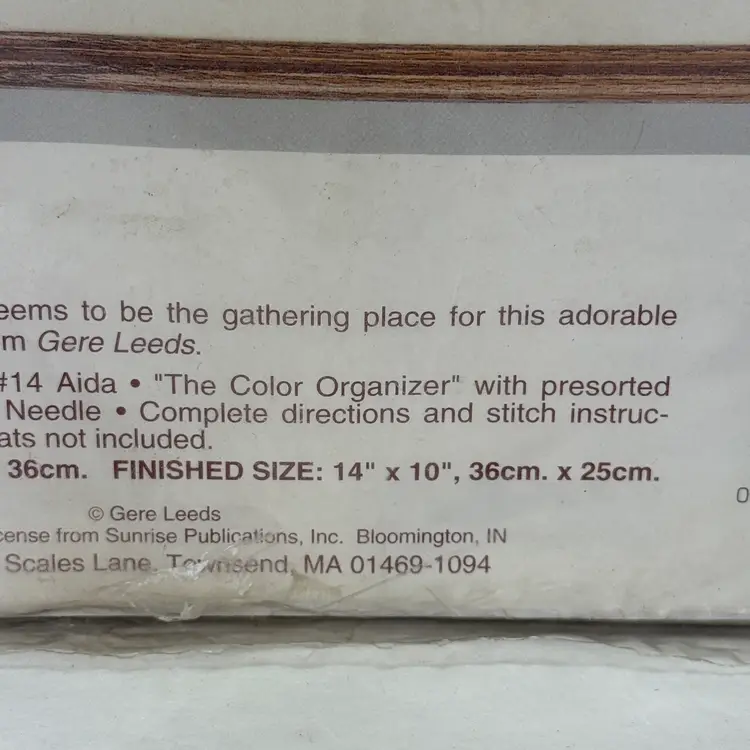 eems to be the gathering place for this adorable
m Gere Leeds.
#14 Aida • "The Color Organizer" with presorted
Needle • Complete directions and stitch instruc-
ats not included.
36cm. FINISHED SIZE: 14" x 10", 36cm. x 25cm.
© Gere Leeds
cense from Sunrise Publications, Inc. Bloomington, IN
Scales Lane. Townsend, MA 01469-1094
0